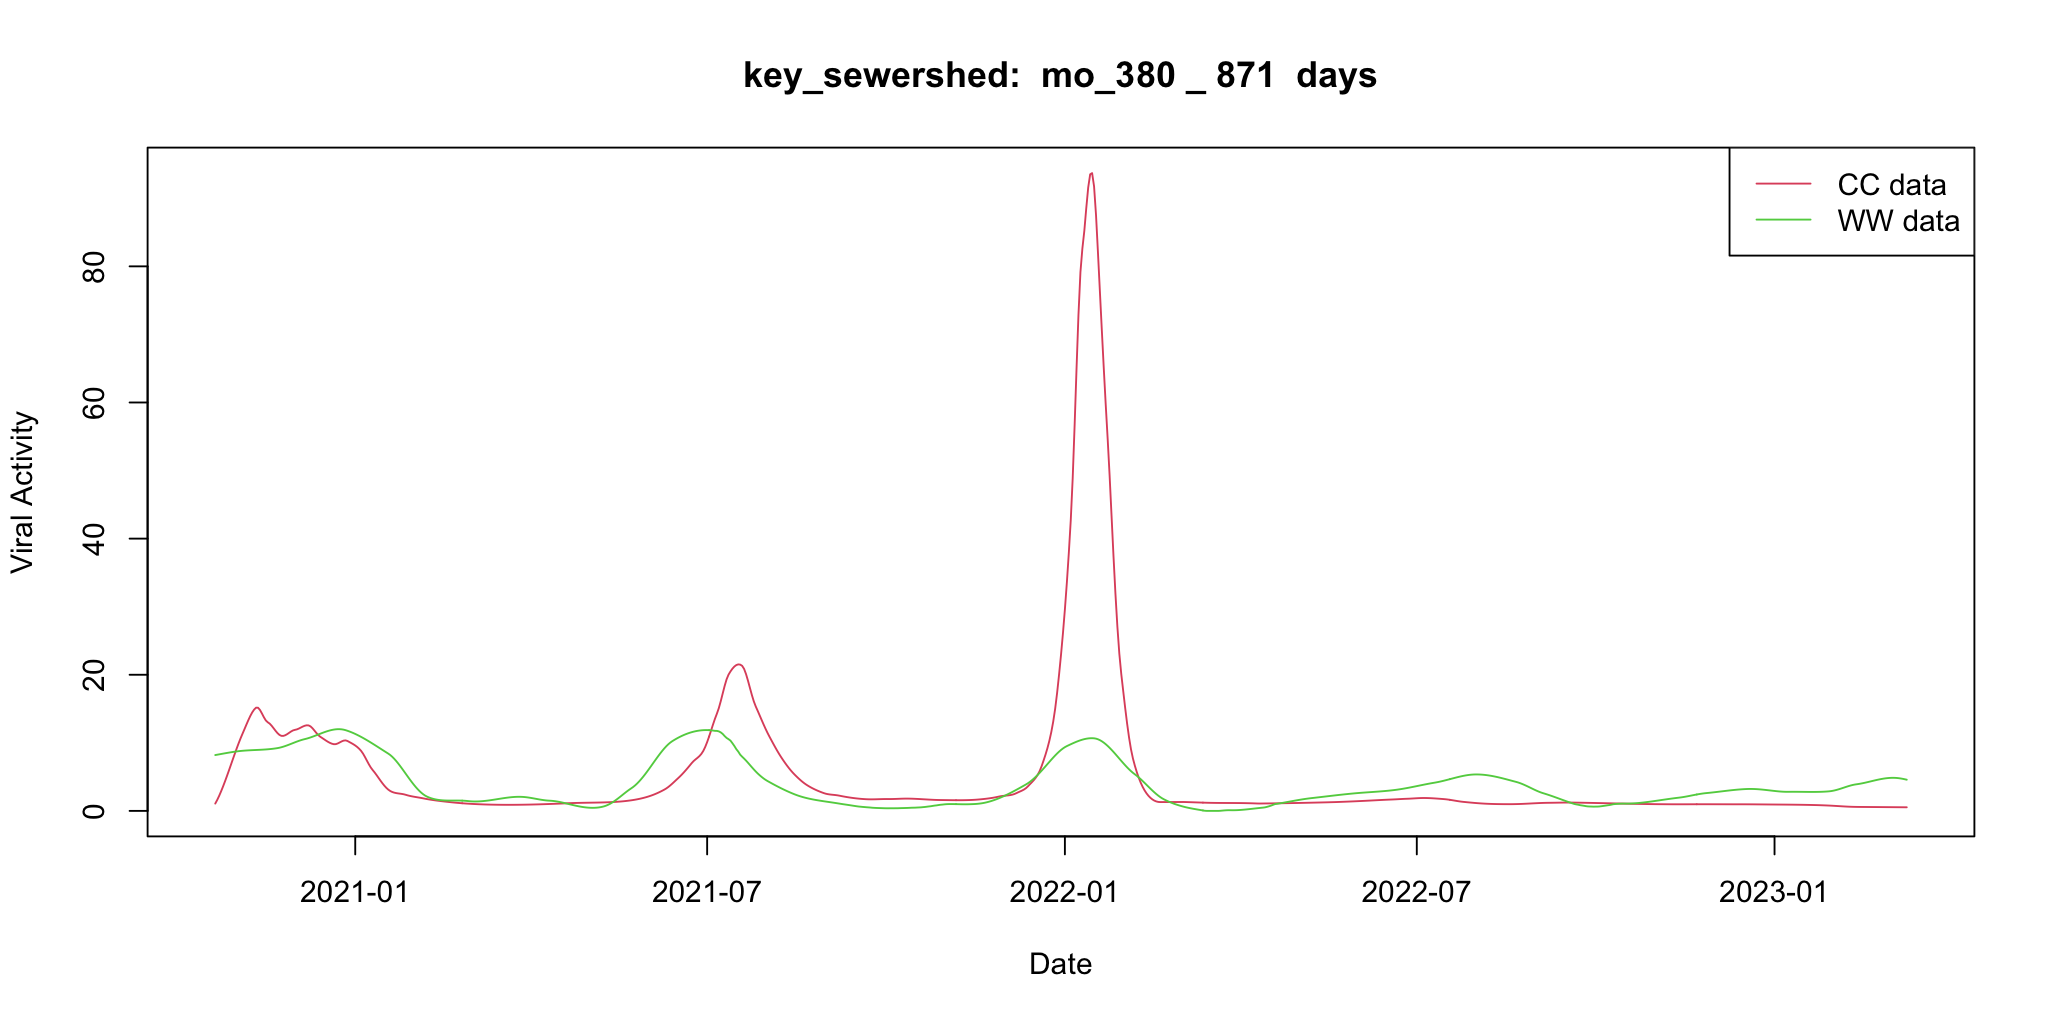 key_sewershed: mo_380 _ 871 days
CC data
WW data
Viral Activity
80
60
40
20
0
2021-01 2021-07 2022-01 2022-07 2023-01
Date